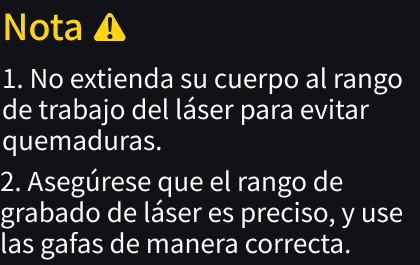 Nota
1. No extienda su cuerpo al rango
de trabajo del láser para evitar
quemaduras.
2. Asegúrese que el rango de
grabado de láser es preciso, y use
las gafas de manera correcta.